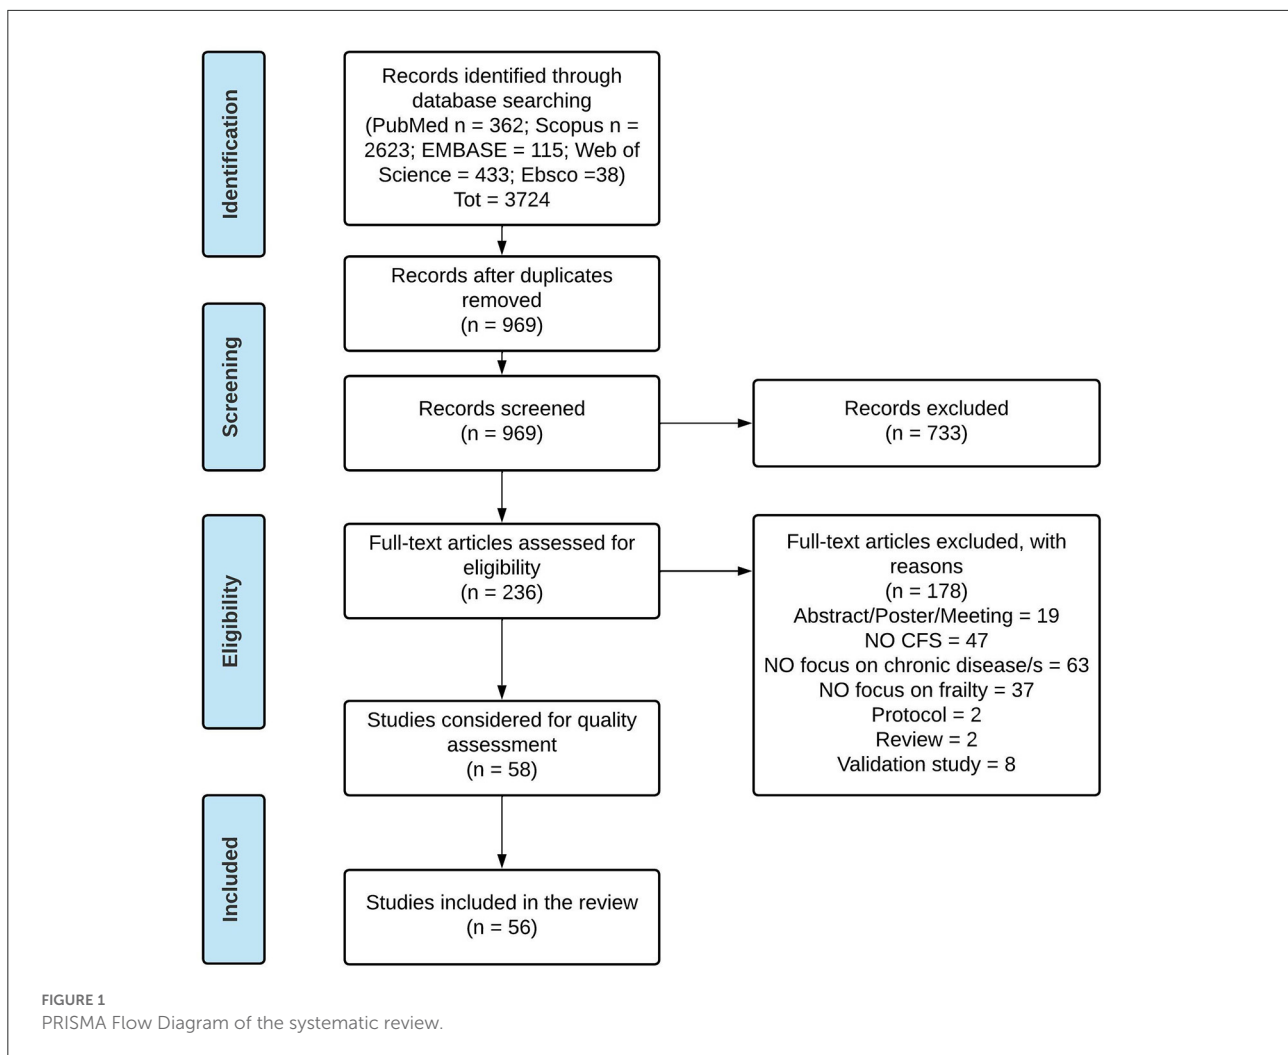 Identification
Records identified through
database searching
(PubMed n = 362; Scopus n =
2623; EMBASE = 115; Web of
Science = 433; Ebsco =38)
Tot = 3724
Records after duplicates
removed
(n = 969)
Screening
Records screened
(n = 969)
Records excluded
(n = 733)
Eligibility
Full-text articles assessed for
eligibility
(n = 236)
Full-text articles excluded, with
reasons
(n = 178)
Abstract/Poster/Meeting = 19
NO CFS = 47
NO focus on chronic disease/s = 63
NO focus on frailty = 37
Protocol = 2
Review = 2
Validation study = 8
Studies considered for quality
assessment
(n = 58)
Included
Studies included in the review
(n = 56)
FIGURE 1
PRISMA Flow Diagram of the systematic review.